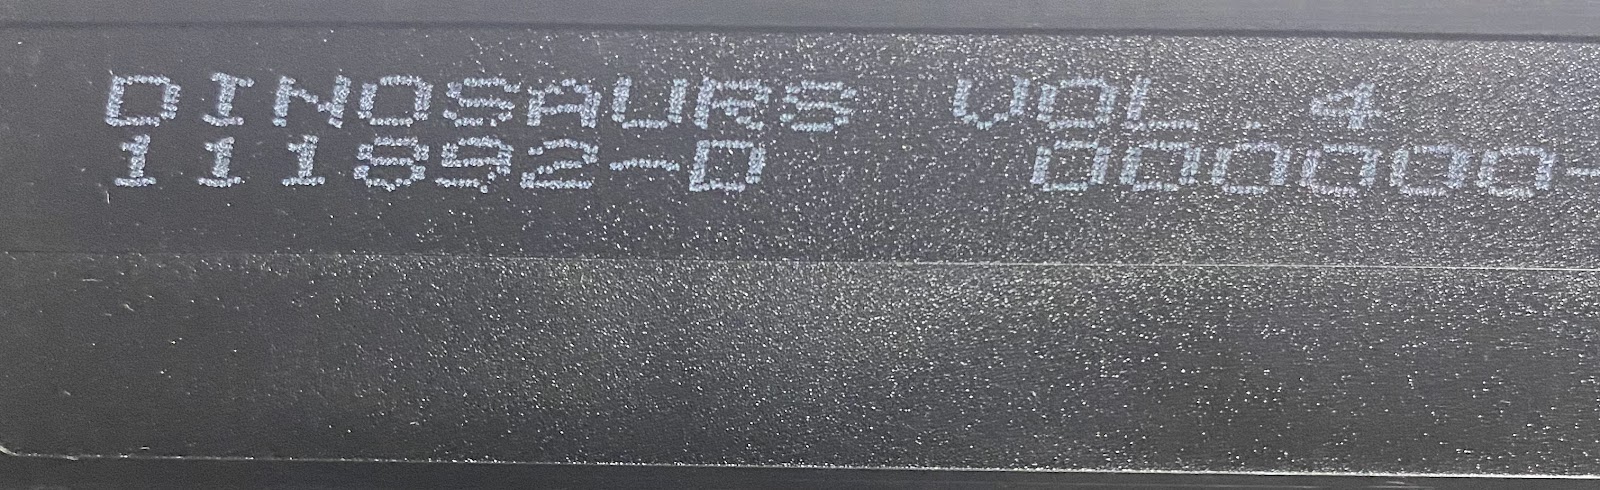 DINOSAURS VOL. 4
111892-D 000000-